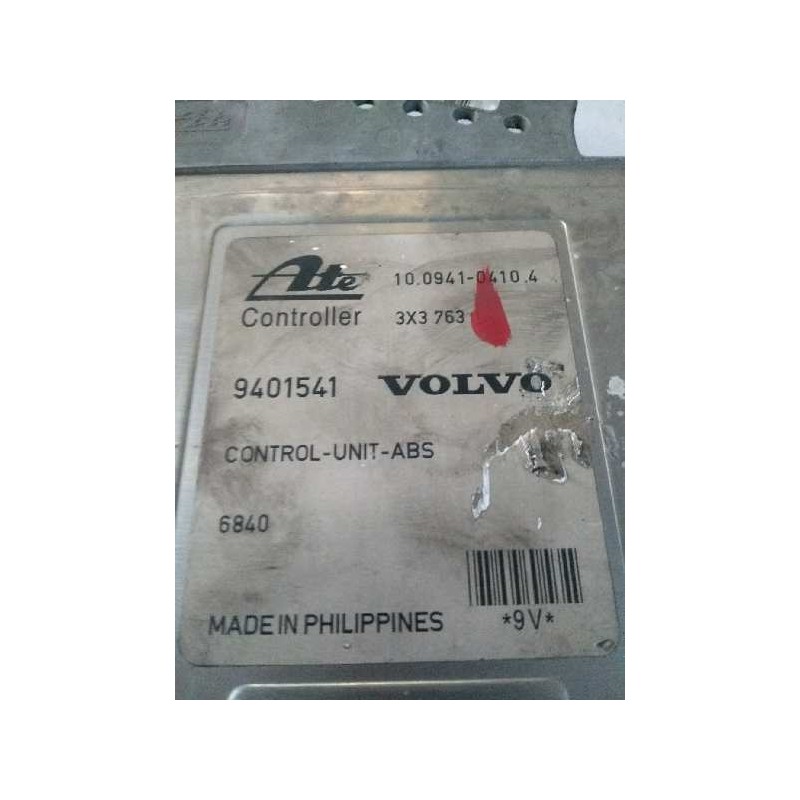 Ate 10.0941-0410.4
Controller 3X3 763
9401541 VOLVO
CONTROL-UNIT-ABS
6840
MADE IN PHILIPPINES *9V*